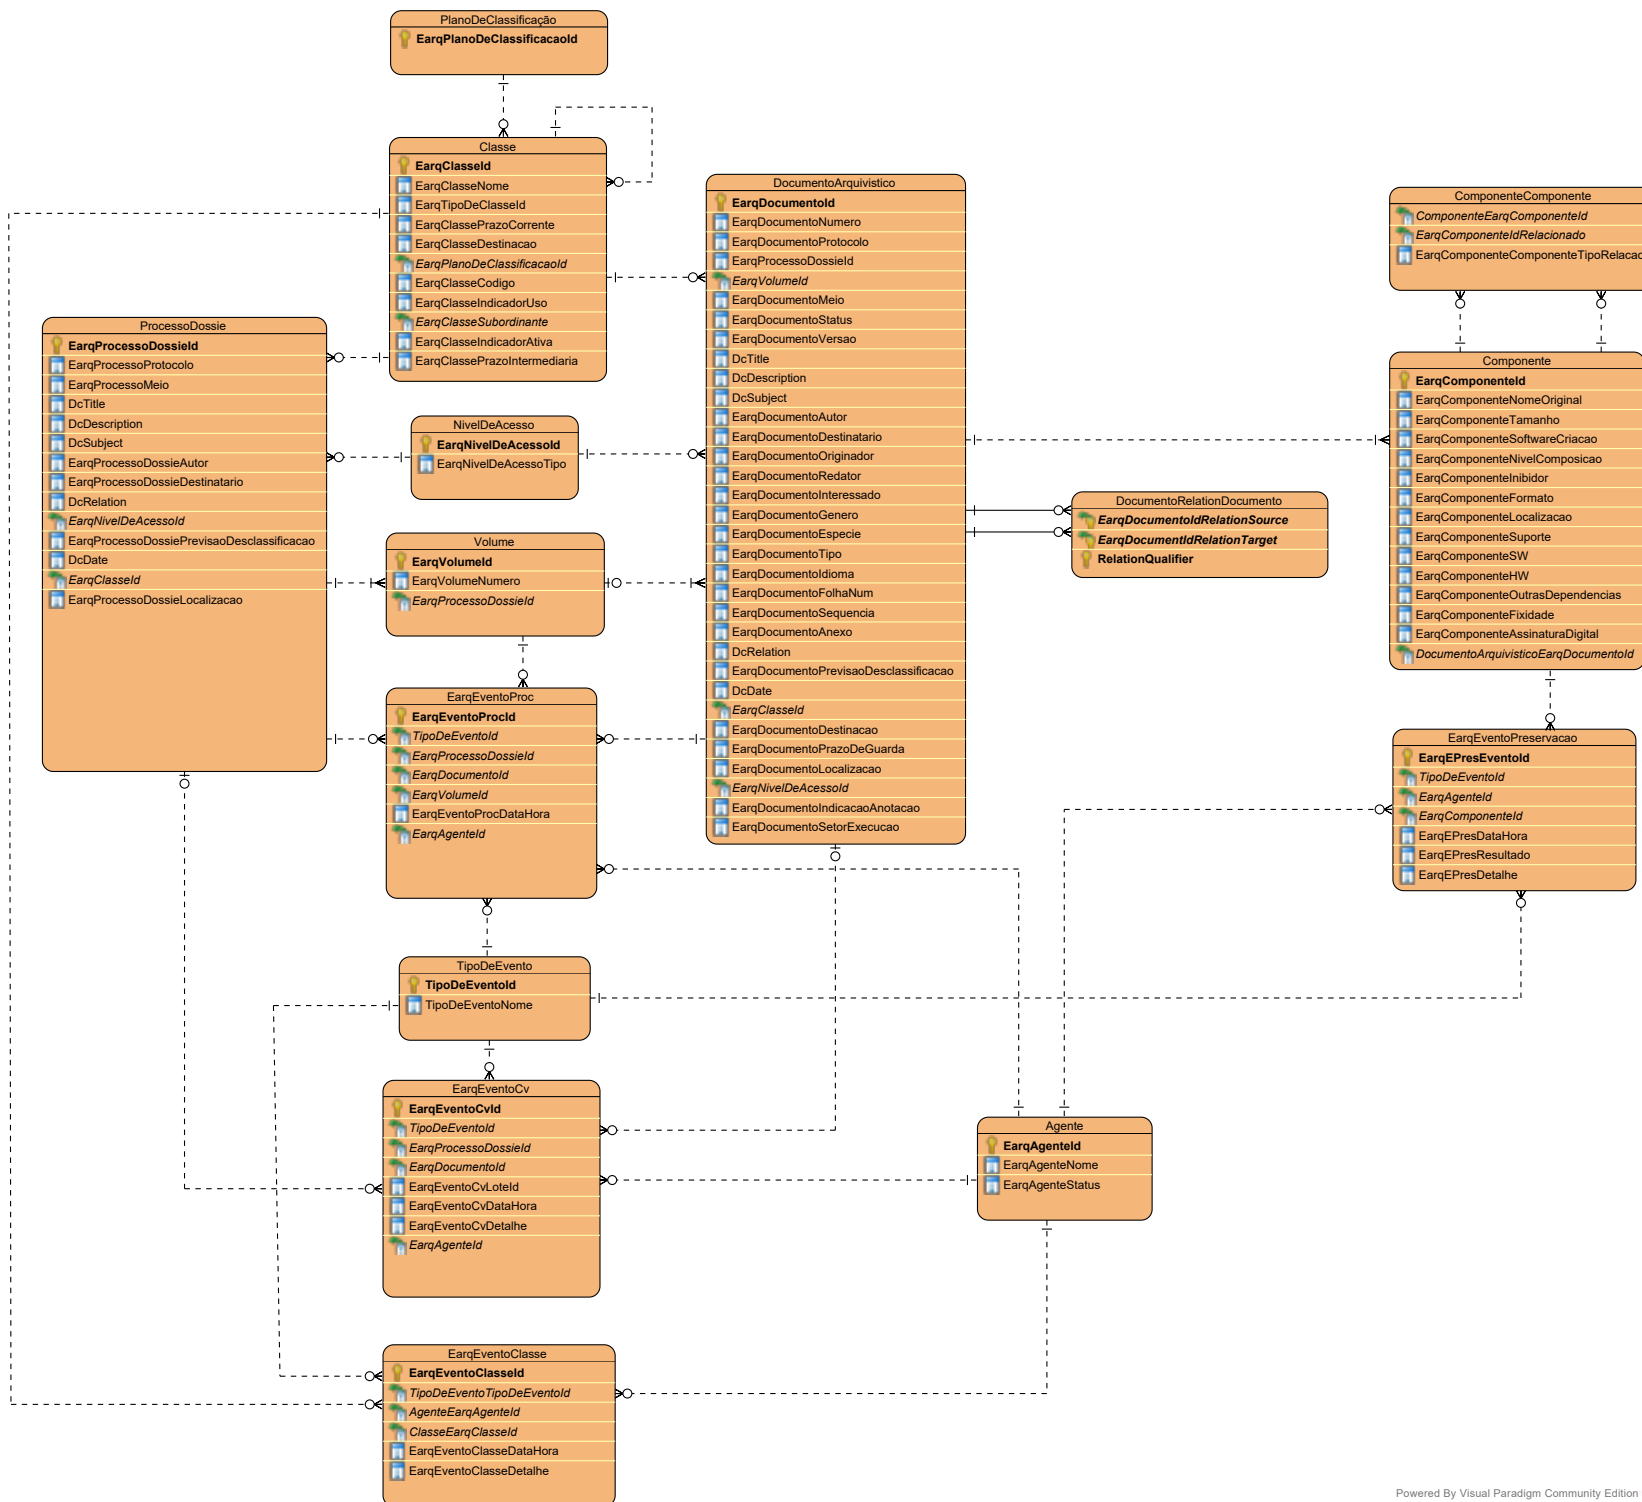 PlanoDeClassificação
EarqPlanoDeClassificacaoId
Classe
EarqClasseId
EarqClasseNome
EarqTipoDeClasseId
EarqClassePrazoCorrente
EarqClasseDestinacao
EarqPlanoDeClassificacaoId
EarqClasseCodigo
EarqClasseIndicadorUso
EarqClasseSubordinante
EarqClasseIndicadorAtiva
EarqClassePrazoIntermediaria
ProcessoDossie
EarqProcessoDossieId
EarqProcessoProtocolo
EarqProcessoMeio
DcTitle
DcDescription
DcSubject
EarqProcessoDossieAutor
EarqProcessoDossieDestinatario
DcRelation
EarqNivelDeAcessoId
EarqProcessoDossiePrevisaoDesclassificacao
DcDate
EarqClasseId
EarqProcessoDossieLocalizacao
NivelDeAcesso
EarqNivelDeAcessoId
EarqNivelDeAcessoTipo
Volume
EarqVolumeId
EarqVolumeNumero
EarqProcessoDossieId
EarqEventoProc
EarqEventoProcId
TipoDeEventoId
EarqProcessoDossieId
EarqDocumentoId
EarqVolumeId
EarqEventoProcDataHora
EarqAgenteId
TipoDeEvento
TipoDeEventoId
TipoDeEventoNome
EarqEventoCv
EarqEventoCvId
TipoDeEventoId
EarqProcessoDossieId
EarqDocumentoId
EarqEventoCvLoteId
EarqEventoCvDataHora
EarqEventoCvDetalhe
EarqAgenteId
EarqEventoClasse
EarqEventoClasseId
TipoDeEventoTipoDeEventoId
AgenteEarqAgenteId
ClasseEarqClasseId
EarqEventoClasseDataHora
EarqEventoClasseDetalhe
DocumentoArquivistico
EarqDocumentoId
EarqDocumentoNumero
EarqDocumentoProtocolo
EarqProcessoDossieId
EarqVolumeId
EarqDocumentoMeio
EarqDocumentoStatus
EarqDocumentoVersao
DcTitle
DcDescription
DcSubject
EarqDocumentoAutor
EarqDocumentoDestinatario
EarqDocumentoOriginador
EarqDocumentoRedator
EarqDocumentoInteressado
EarqDocumentoGenero
EarqDocumentoEspecie
EarqDocumentoTipo
EarqDocumentoIdioma
EarqDocumentoFolhaNum
EarqDocumentoSequencia
EarqDocumentoAnexo
DcRelation
EarqDocumentoPrevisaoDesclassificacao
DcDate
EarqClasseId
EarqDocumentoDestinacao
EarqDocumentoPrazoDeGuarda
EarqDocumentoLocalizacao
EarqNivelDeAcessoId
EarqDocumentoIndicacaoAnotacao
EarqDocumentoSetorExecucao
DocumentoRelationDocumento
EarqDocumentoIdRelationSource
EarqDocumentIdRelationTarget
RelationQualifier
Agente
EarqAgenteId
EarqAgenteNome
EarqAgenteStatus
ComponenteComponente
ComponenteEarqComponenteId
EarqComponenteIdRelacionado
EarqComponenteComponenteTipoRelacao
Componente
EarqComponenteId
EarqComponenteNomeOriginal
EarqComponenteTamanho
EarqComponenteSoftwareCriacao
EarqComponenteNivelComposicao
EarqComponenteInibidor
EarqComponenteFormato
EarqComponenteLocalizacao
EarqComponenteSuporte
EarqComponenteSW
EarqComponenteHW
EarqComponenteOutrasDependencias
EarqComponenteFixidade
EarqComponenteAssinaturaDigital
DocumentoArquivisticoEarqDocumentoId
EarqEventoPreservacao
EarqEPresEventoId
TipoDeEventoId
EarqAgenteId
EarqComponenteId
EarqEPresDataHora
EarqEPresResultado
EarqEPresDetalhe
Powered By Visual Paradigm Community Edition